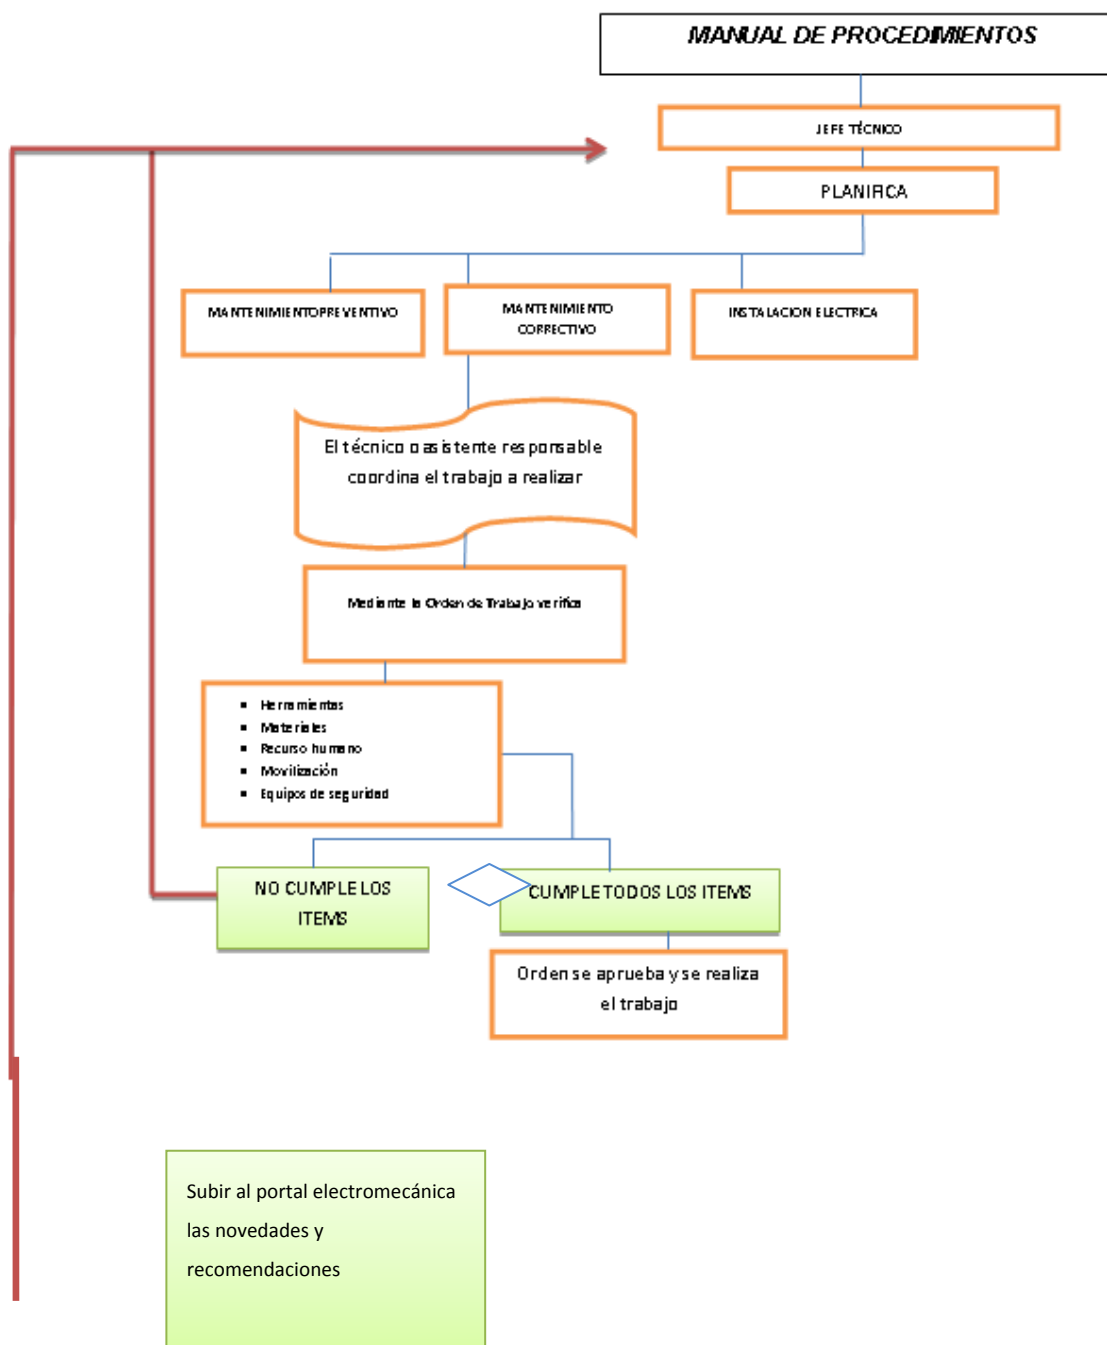 MANUAL DE PROCEDIMIENTOS
JEFE TÉCNICO
PLANIFICA
MANTENIMIENTOPREVENTIVO
MANTENIMIENTO
CORRECTIVO
INSTALACION ELECTRICA
El técnico o asistente responsable
coordina el trabajo a realizar
Mediante la Orden de Trabajo verifica
▪ Herramientas
▪ Materiales
▪ Recurso humano
▪ Movilización
▪ Equipos de seguridad
NO CUMPLE LOS
ITEMS
CUMPLE TODOS LOS ITEMS
Orden se aprueba y se realiza
el trabajo
Subir al portal electromecánica
las novedades y
recomendaciones